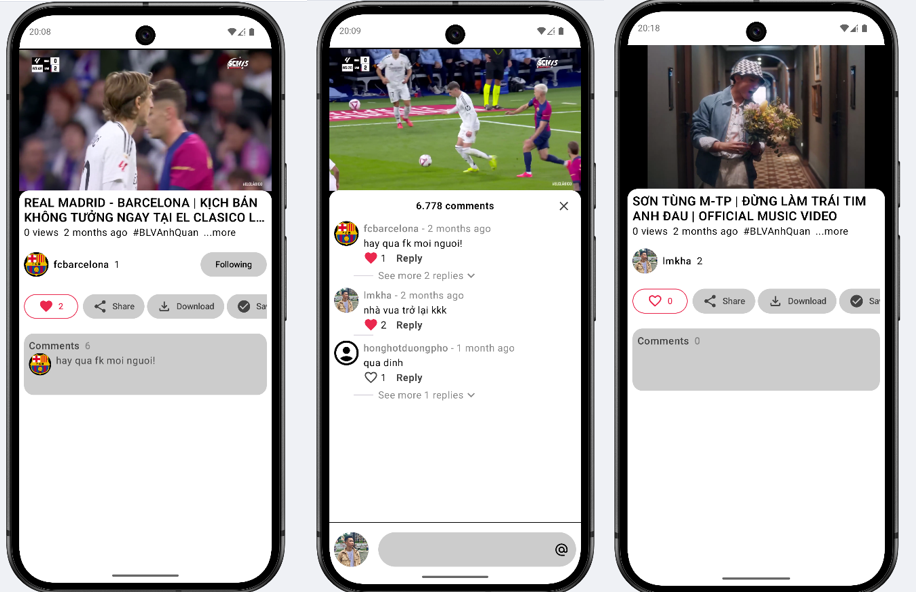 20:08
0
2
REAL MADRID - BARCELONA | KỊCH BẢN
KHÔNG TƯỞNG NGAY TẠI EL CLASICO L...
0 views 2 months ago #BLVAnhQuan ...more
fcbarcelona 1
Following
2 Share Download Sa
Comments 6
hay qua fk moi nguoi!
20:09
0
2
6.778 comments
fcbarcelona - 2 months ago
hay qua fk moi nguoi!
1 Reply
See more 2 replies
lmkha - 2 months ago
nhà vua trở lại kkk
2 Reply
honghotduongpho - 1 month ago
qua dinh
1 Reply
See more 1 replies
@
20:18
SƠN TÙNG M-TP | ĐỪNG LÀM TRÁI TIM
ANH ĐAU | OFFICIAL MUSIC VIDEO
0 views 2 months ago #BLVAnhQuan ...more
lmkha 2
0 Share Download Sa
Comments 0